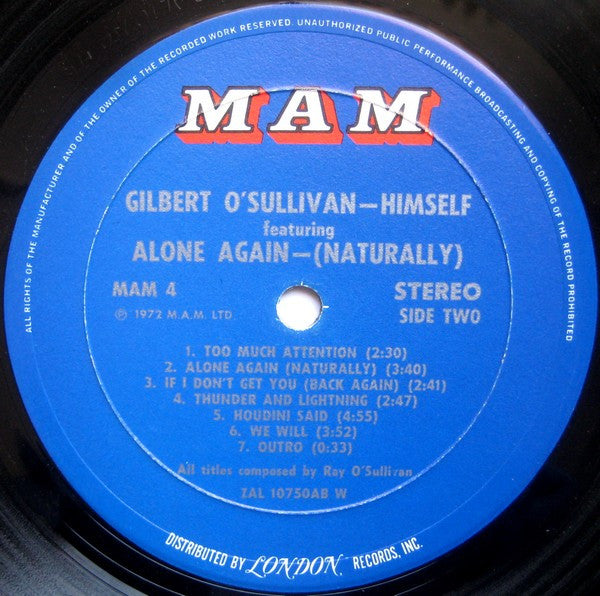 ALL RIGHTS OF THE MANUFACTURER AND OF THE OWNER OF THE RECORDED WORK RESERVED. UNAUTHORIZED PUBLIC PERFORMANCE BROADCASTING AND COPYING OF THE RECORD PROHIBITED
MAM
GILBERT O'SULLIVAN—HIMSELF
featuring
ALONE AGAIN—(NATURALLY)
MAM 4 STEREO
℗ 1972 M.A.M. LTD SIDE TWO
1. TOO MUCH ATTENTION (2:30)
2. ALONE AGAIN (NATURALLY) (3:40)
3. IF I DON'T GET YOU (BACK AGAIN) (2:41)
4. THUNDER AND LIGHTNING (2:47)
5. HOUDINI SAID (4:55)
6. WE WILL (3:52)
7. OUTRO (0:33)
All titles composed by Ray O'Sullivan
ZAL 10750AB W
DISTRIBUTED BY LONDON RECORDS, INC.